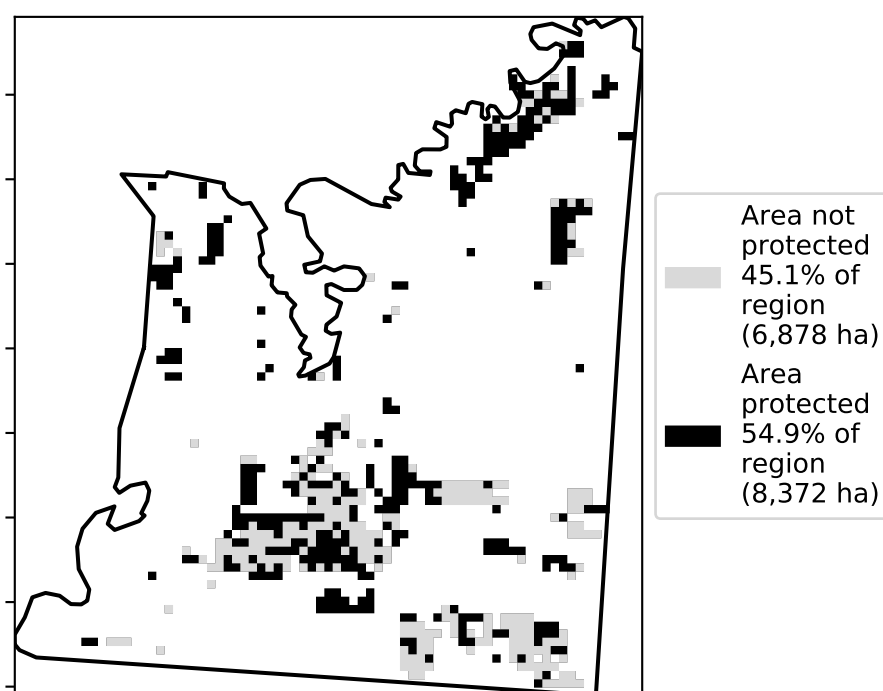 Area not
protected
45.1% of
region
(6,878 ha)
Area
protected
54.9% of
region
(8,372 ha)